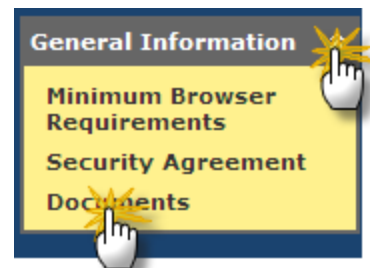 General Information
Minimum Browser
Requirements
Security Agreement
Documents